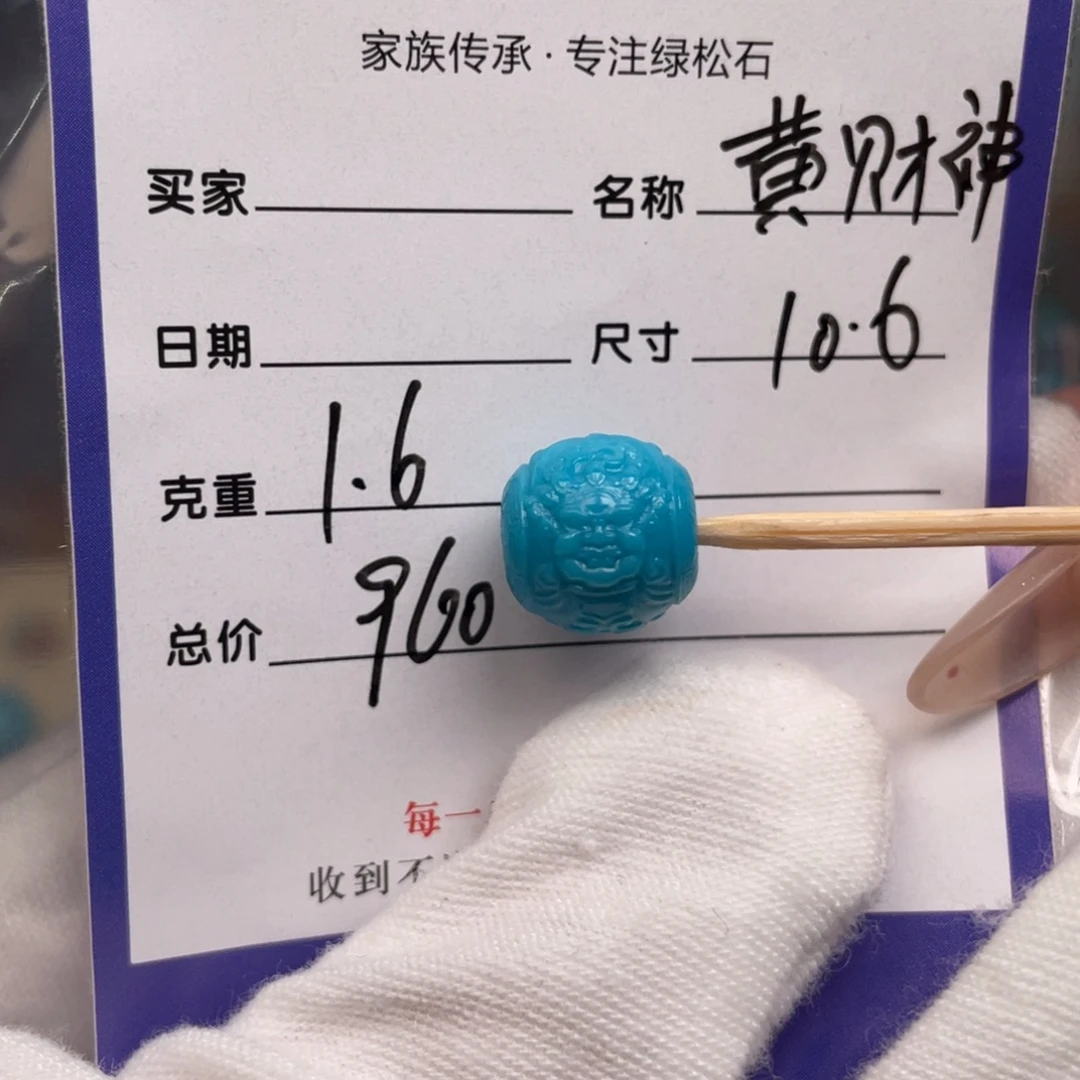 家族传承·专注绿松石
买家 名称 黄财神
日期 尺寸 10.6
克重 1.6
总价 960
每一
收到不